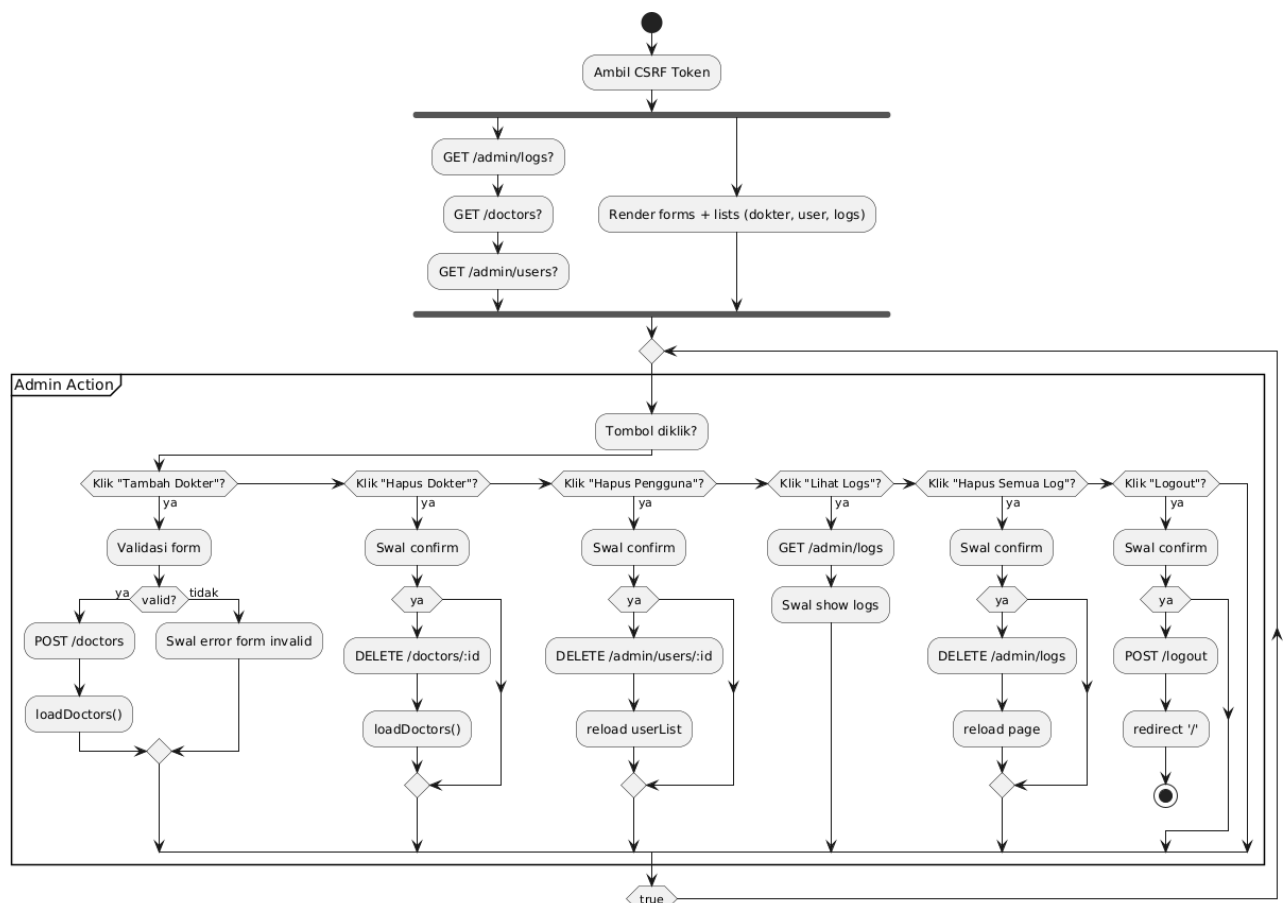 Ambil CSRF Token
GET /admin/logs?
GET /doctors?
Render forms + lists (dokter, user, logs)
GET /admin/users?
Admin Action
Tombol diklik?
Klik "Tambah Dokter"?
Klik "Hapus Dokter"?
Klik "Hapus Pengguna"?
Klik "Lihat Logs"?
Klik "Hapus Semua Log"?
Klik "Logout"?
ya
ya
ya
ya
ya
ya
Validasi form
Swal confirm
Swal confirm
GET /admin/logs
Swal confirm
Swal confirm
ya
valid?
tidak
ya
ya
Swal show logs
ya
ya
POST /doctors
Swal error form invalid
DELETE /doctors/:id
DELETE /admin/users/:id
DELETE /admin/logs
POST /logout
loadDoctors()
loadDoctors()
reload userList
reload page
redirect '/'
true